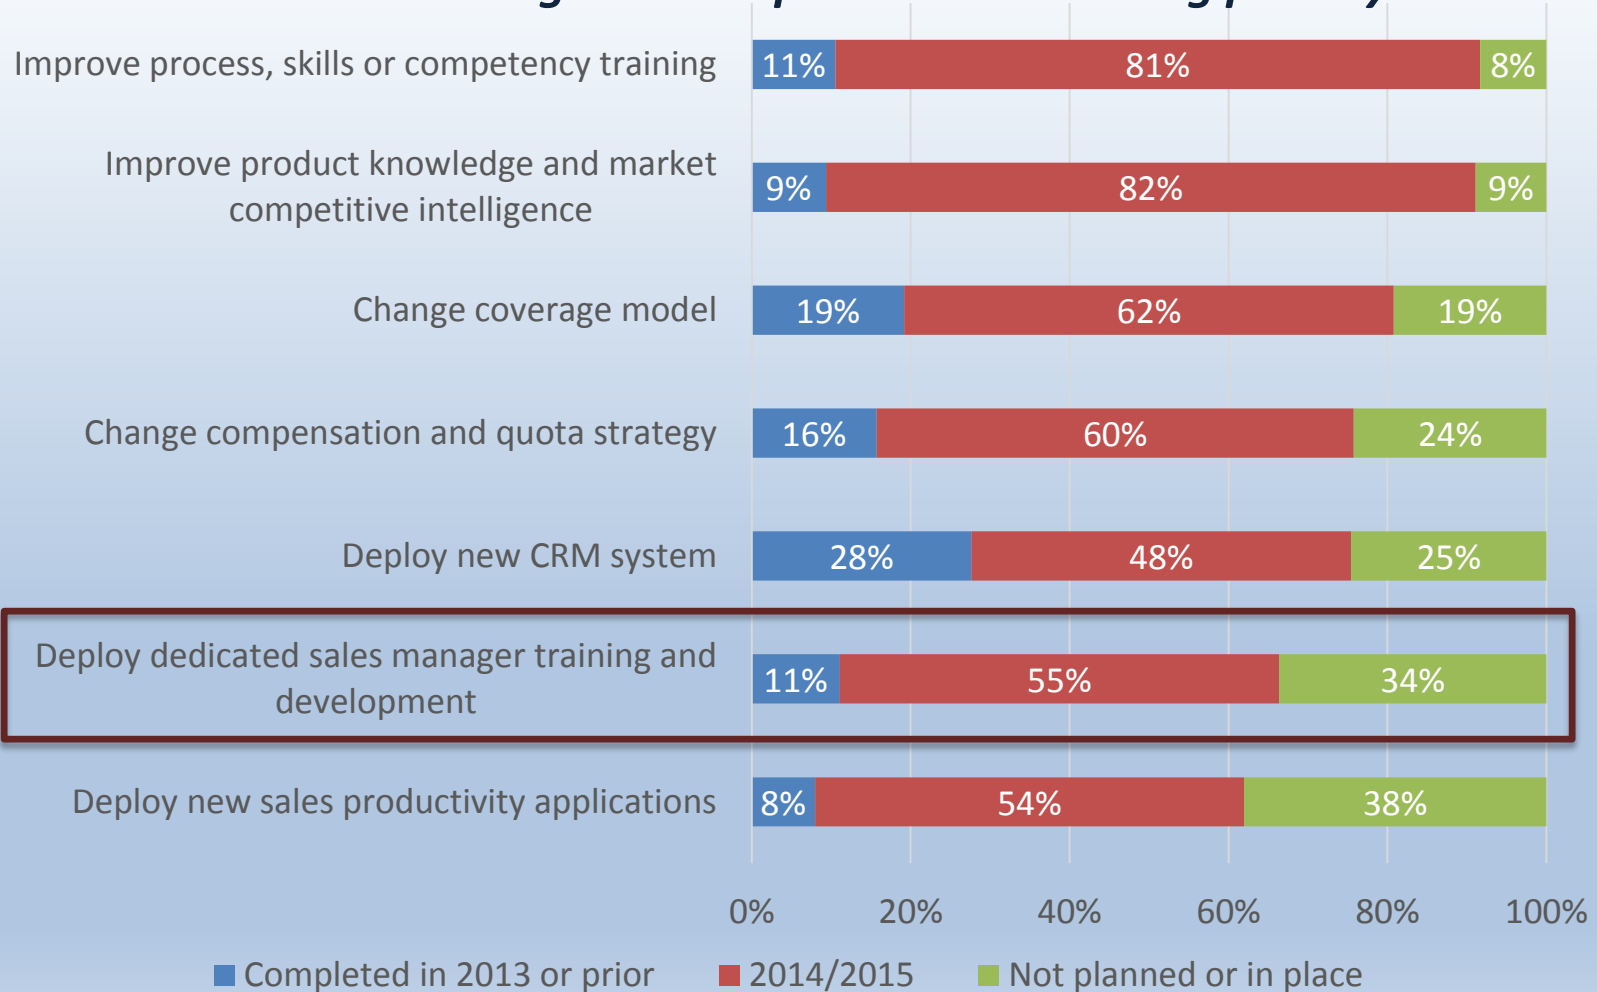 Improve process, skills or competency training
11% 81% 8%
Improve product knowledge and market
competitive intelligence
9% 82% 9%
Change coverage model
19% 62% 19%
Change compensation and quota strategy
16% 60% 24%
Deploy new CRM system
28% 48% 25%
Deploy dedicated sales manager training and
development
11% 55% 34%
Deploy new sales productivity applications
8% 54% 38%
0% 20% 40% 60% 80% 100%
Completed in 2013 or prior 2014/2015 Not planned or in place